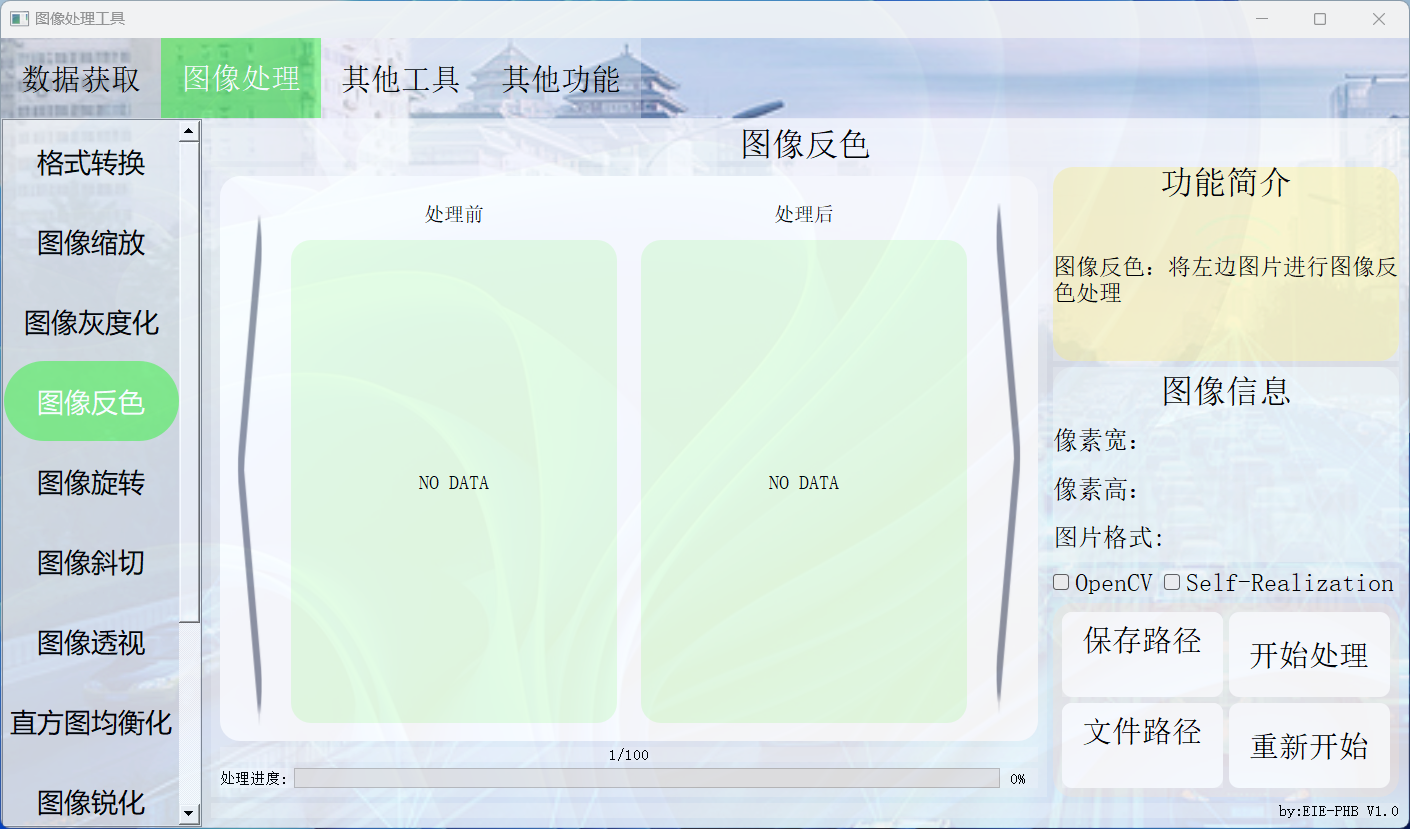 图像处理工具
数据获取
图像处理
其他工具
其他功能
格式转换
图像缩放
图像灰度化
图像反色
图像旋转
图像斜切
图像透视
直方图均衡化
图像锐化
图像反色
处理前
处理后
NO DATA
NO DATA
1/100
处理进度:
0%
功能简介
图像反色：将左边图片进行图像反
色处理
图像信息
像素宽:
像素高:
图片格式:
OpenCV
Self-Realization
保存路径
开始处理
文件路径
重新开始
by:EIE-PHB V1.0